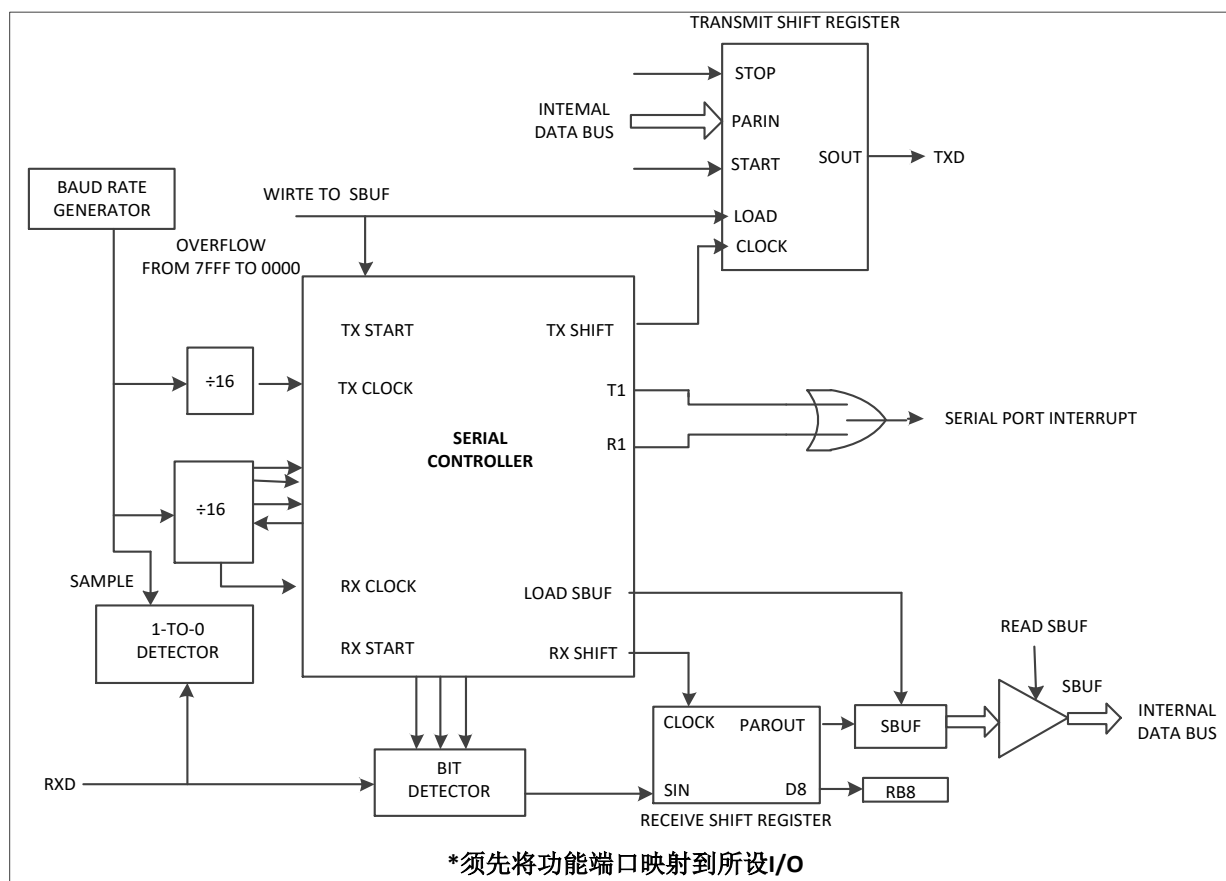 TRANSMIT SHIFT REGISTER
STOP
INTEMAL
DATA BUS
PARIN
START
SOUT
TXD
BAUD RATE
GENERATOR
WIRTE TO SBUF
LOAD
CLOCK
OVERFLOW
FROM 7FFF TO 0000
TX START
TX SHIFT
÷16
TX CLOCK
T1
SERIAL PORT INTERRUPT
R1
SERIAL
CONTROLLER
÷16
SAMPLE
RX CLOCK
LOAD SBUF
1-TO-0
DETECTOR
RX START
RX SHIFT
READ SBUF
SBUF
CLOCK
PAROUT
SBUF
INTERNAL
DATA BUS
RXD
BIT
DETECTOR
SIN
D8
RB8
RECEIVE SHIFT REGISTER
*须先将功能端口映射到所设I/O